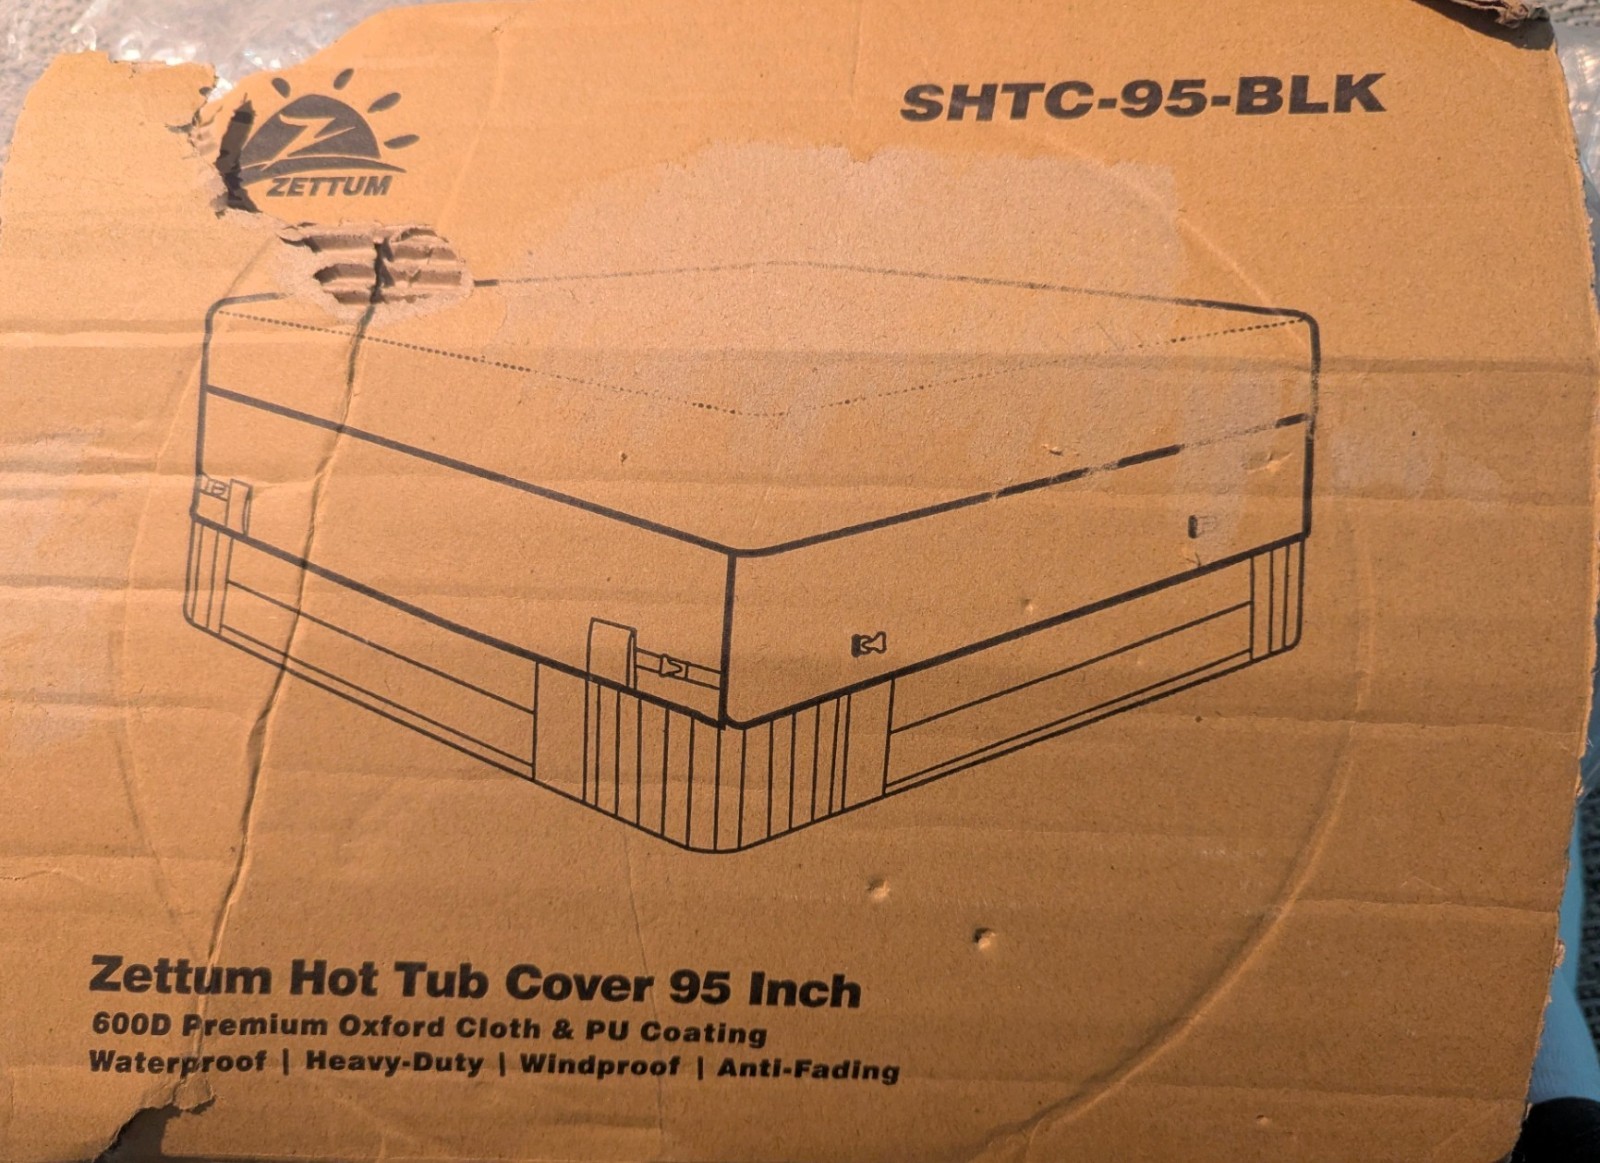 SHTC-95-BLK
Z
ZETTUM
Zettum Hot Tub Cover 95 Inch
600D Premium Oxford Cloth & PU Coating
Waterproof | Heavy-Duty | Windproof | Anti-Fading